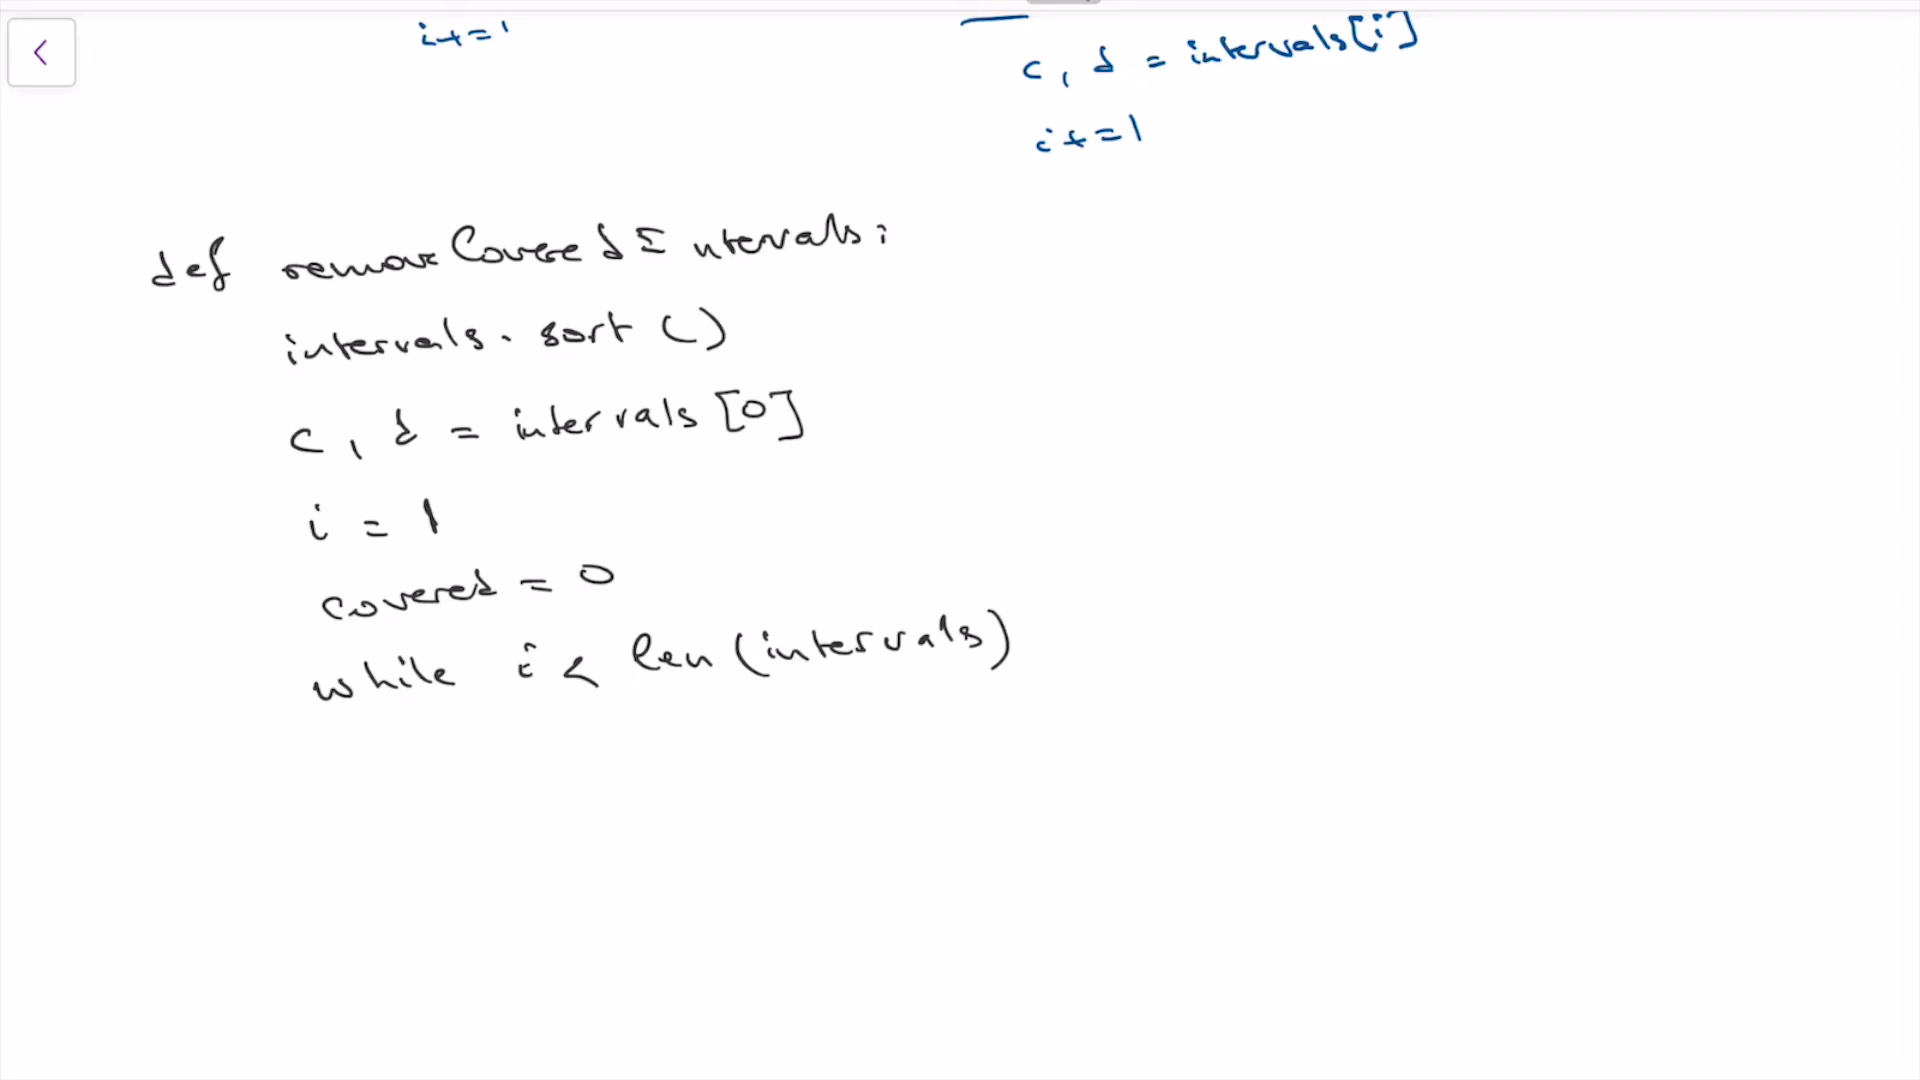 i+=1
c, d = intervals[i]
i+=1
def removeCoveredIntervals:
intervals.sort()
c, d = intervals[0]
i = 1
covered = 0
while i < len(intervals)